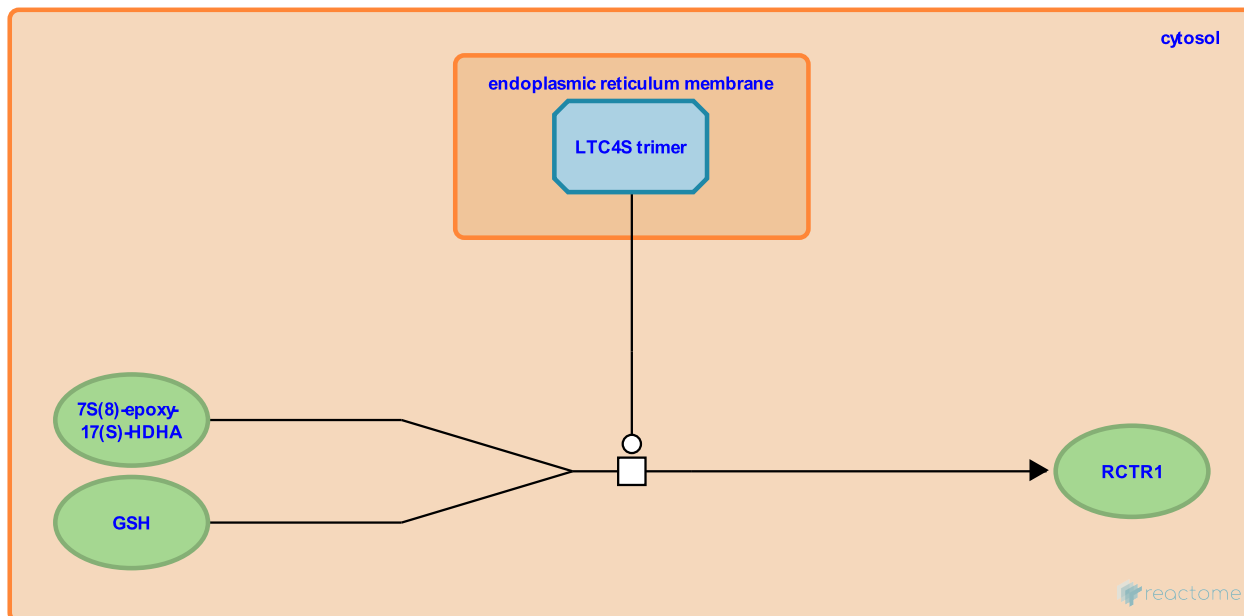 cytosol
endoplasmic reticulum membrane
LTC4S trimer
7S(8)-epoxy-
17(S)-HDHA
GSH
RCTR1
reactome